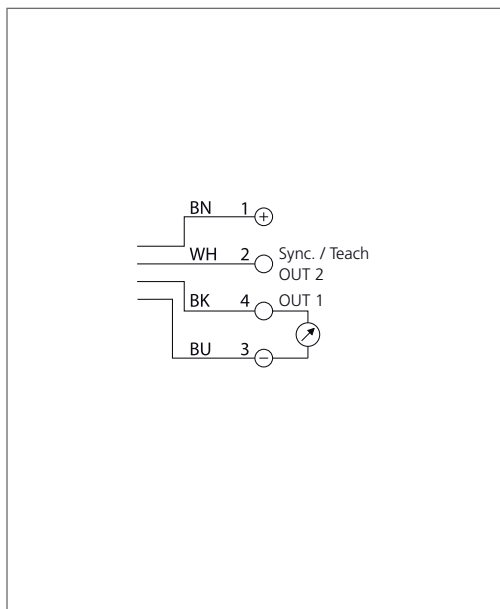 BN 1 +
WH 2 Sync. / Teach
OUT 2
BK 4 OUT 1
BU 3 −